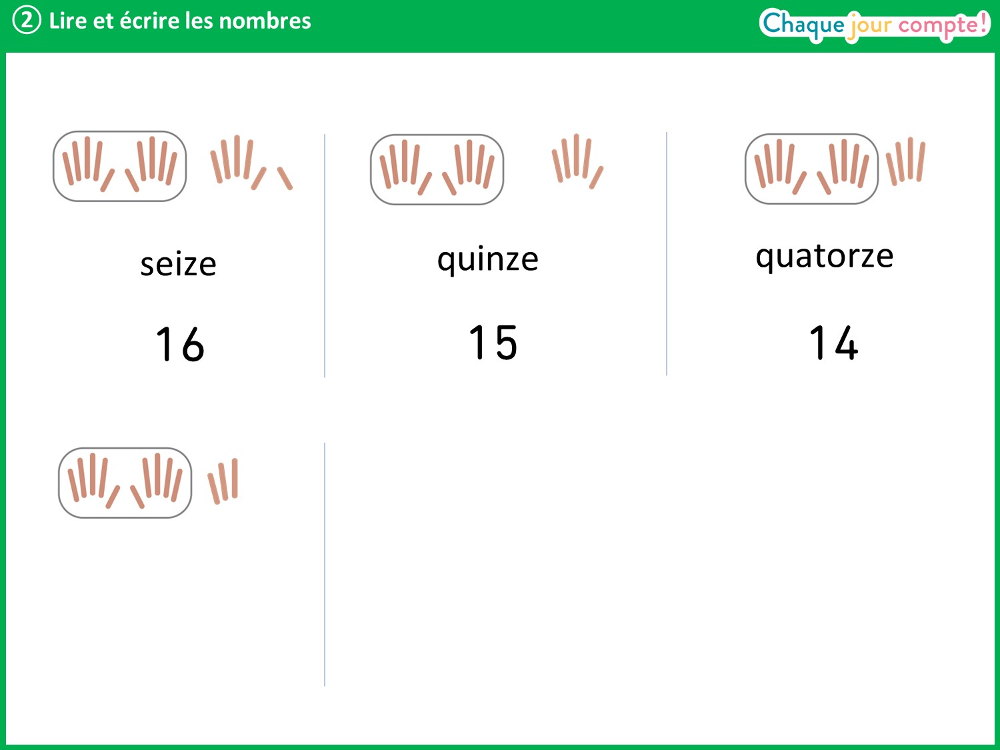 ② Lire et écrire les nombres
Chaque jour compte!
seize
quinze
quatorze
16
15
14